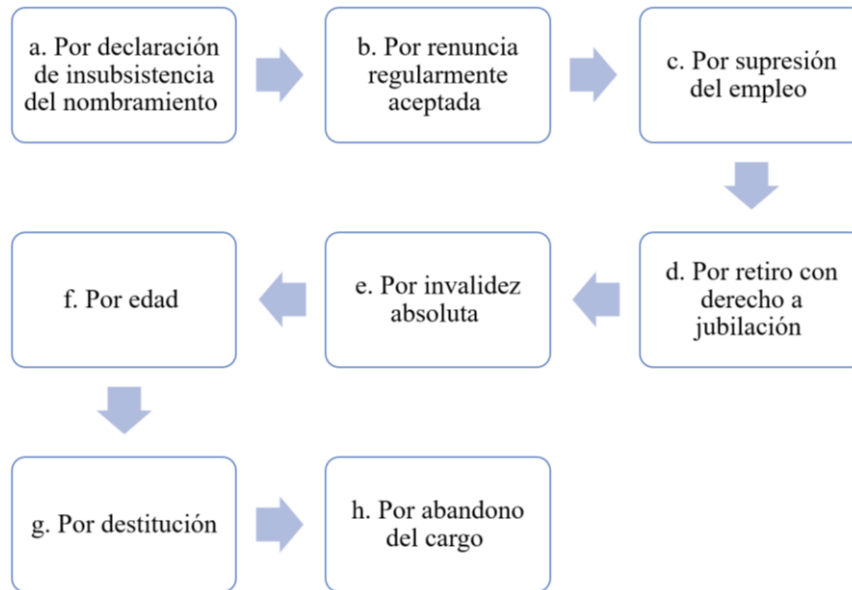 a. Por declaración
de insubsistencia
del nombramiento
b. Por renuncia
regularmente
aceptada
c. Por supresión
del empleo
d. Por retiro con
derecho a
jubilación
e. Por invalidez
absoluta
f. Por edad
g. Por destitución
h. Por abandono
del cargo